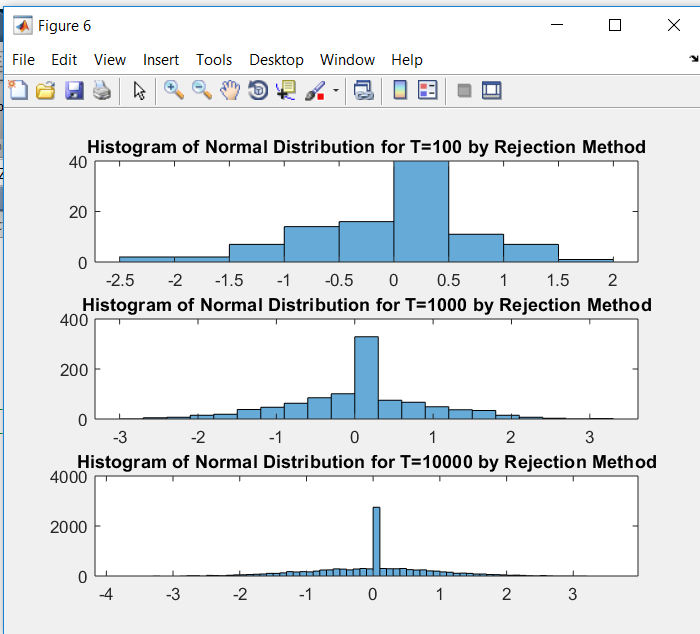 Figure 6
File Edit View Insert Tools Desktop Window Help
Histogram of Normal Distribution for T=100 by Rejection Method
40
20
0
-2.5 -2 -1.5 -1 -0.5 0 0.5 1 1.5 2
Histogram of Normal Distribution for T=1000 by Rejection Method
400
200
0
-3 -2 -1 0 1 2 3
Histogram of Normal Distribution for T=10000 by Rejection Method
4000
2000
0
-4 -3 -2 -1 0 1 2 3